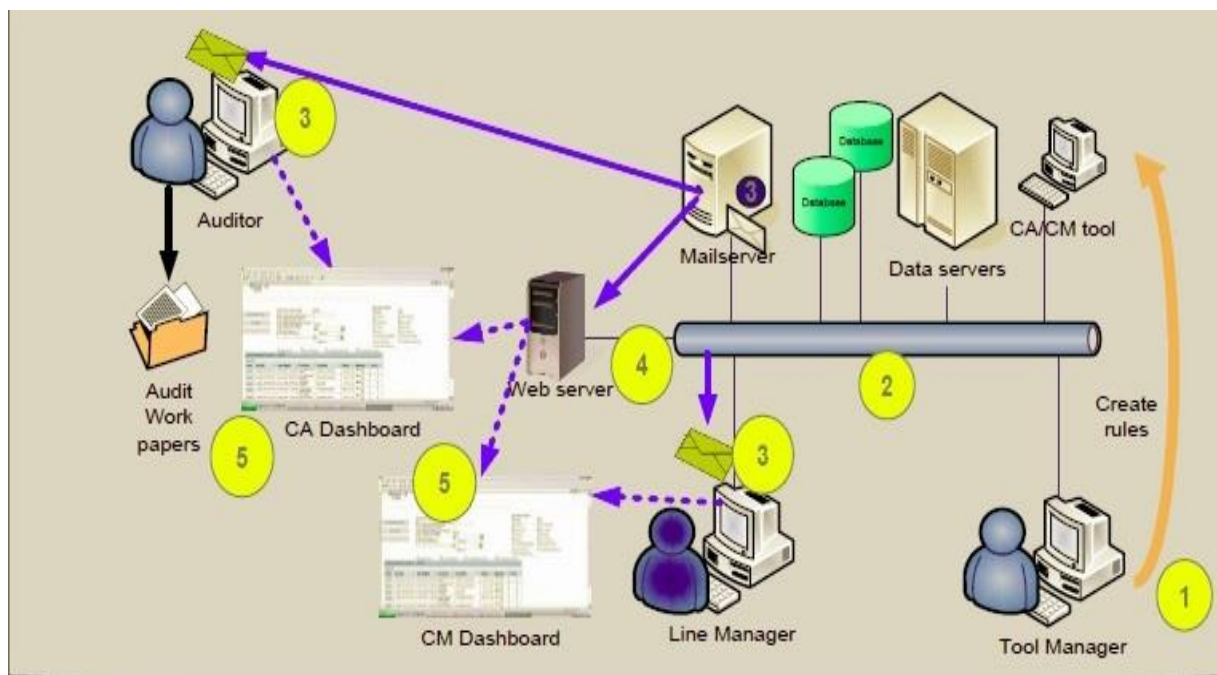 3
Auditor
Audit
Work
papers
5
CA Dashboard
5
CM Dashboard
Web server
4
3
Mailserver
Database
Database
Data servers
CA/CM tool
2
3
Line Manager
Create
rules
1
Tool Manager